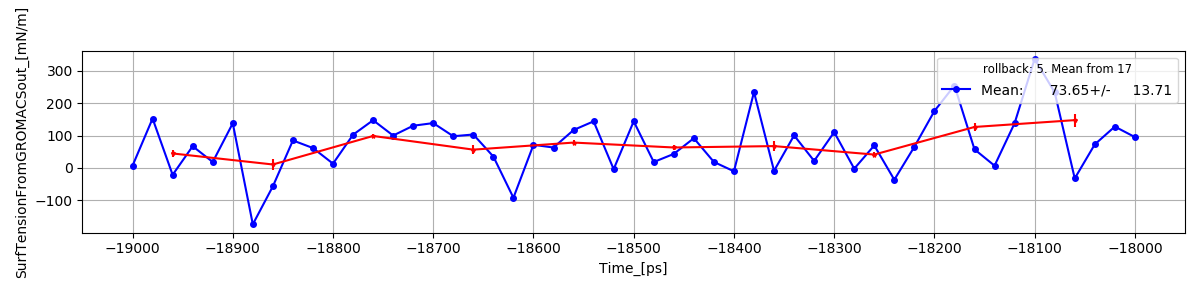 SurfTensionFromGROMACSout_[mN/m]
300
200
100
0
−100
rollback: 5. Mean from 17
Mean: 73.65+/- 13.71
−19000 −18900 −18800 −18700 −18600 −18500 −18400 −18300 −18200 −18100 −18000
Time_[ps]